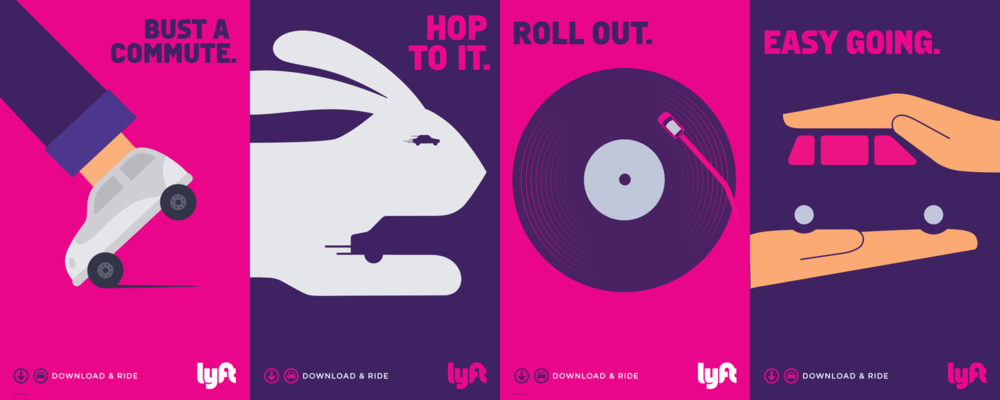 BUST A
COMMUTE.
DOWNLOAD & RIDE
lyft
HOP
TO IT.
DOWNLOAD & RIDE
lyft
ROLL OUT.
DOWNLOAD & RIDE
lyft
EASY GOING.
DOWNLOAD & RIDE
lyft